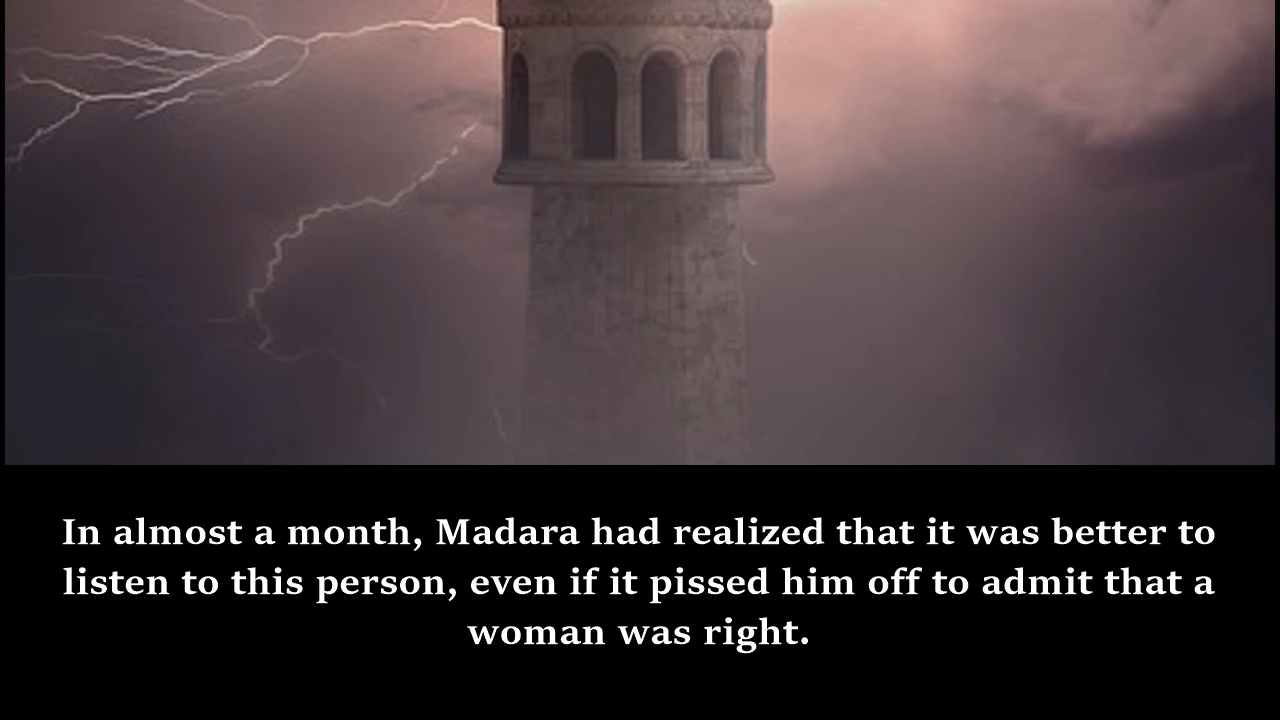 In almost a month, Madara had realized that it was better to
listen to this person, even if it pissed him off to admit that a
woman was right.